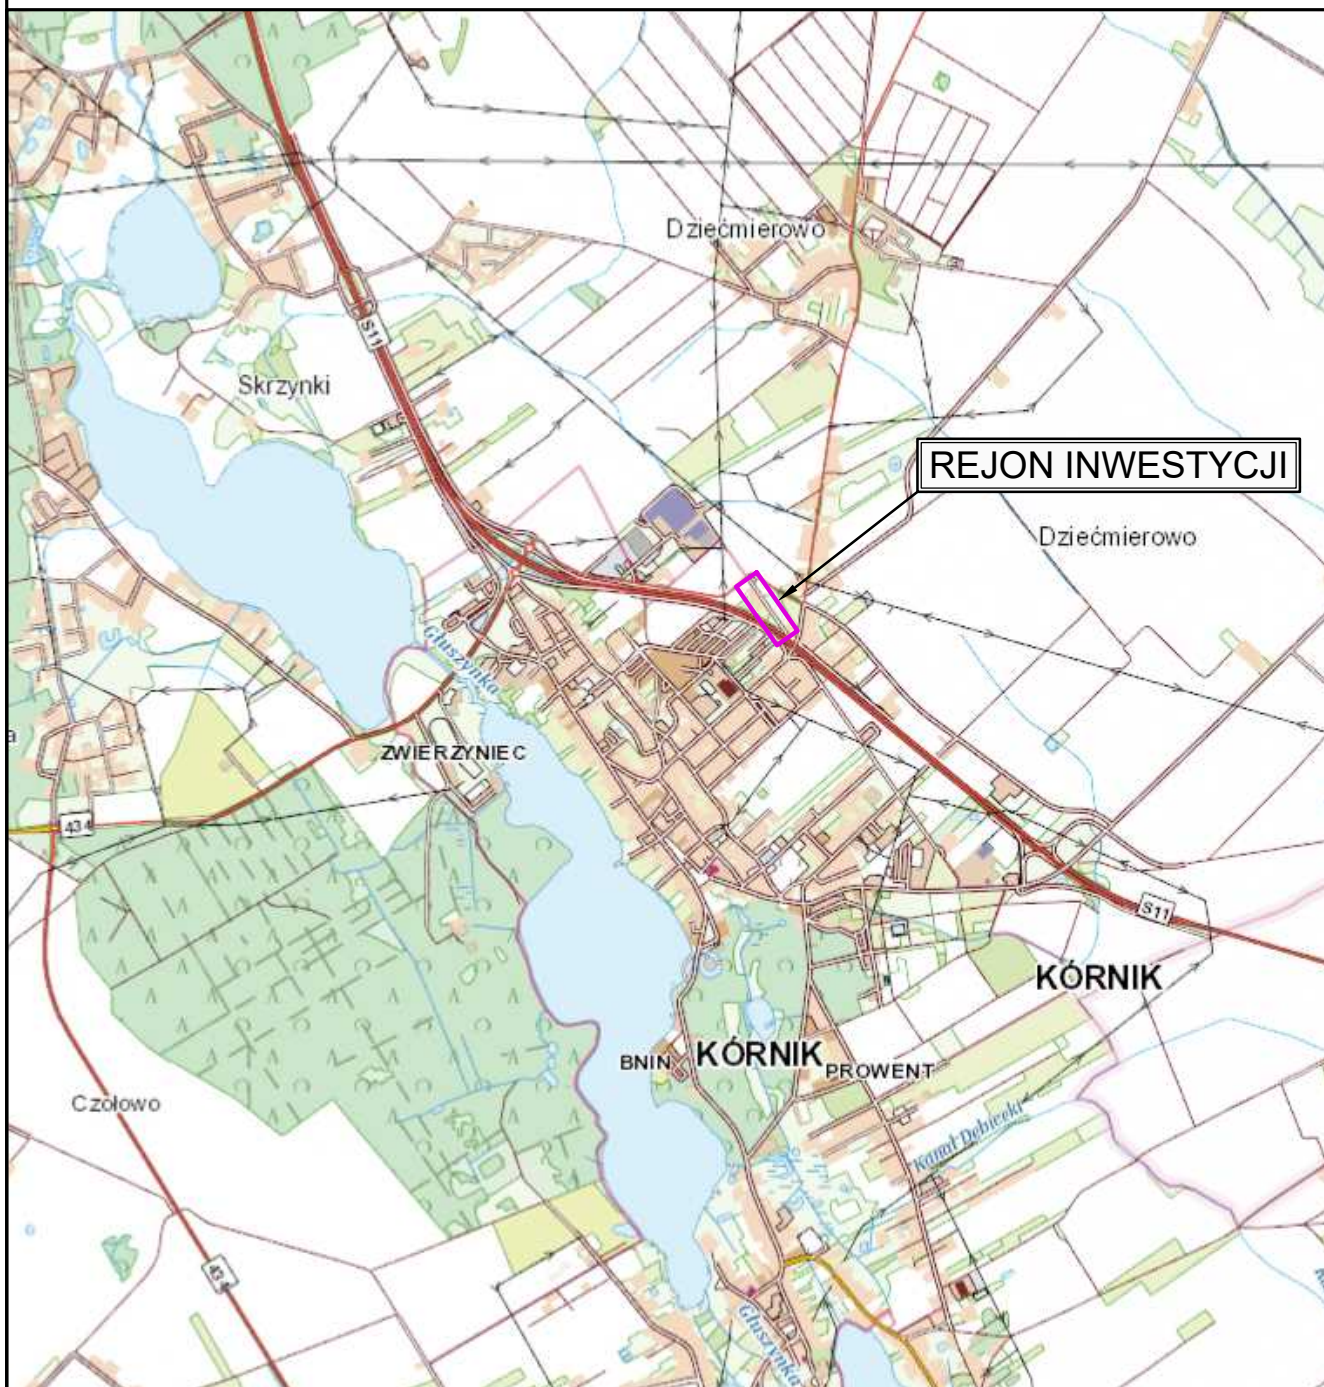 Dziećmierowo
S11
Skrzynki
REJON INWESTYCJI
Dziećmierowo
Głuszynka
ZWIERZYNIEC
434
S11
KÓRNIK
BNIN
KÓRNIK
PROWENT
Czołowo
Kanał Dębiecki
434
Głuszynka